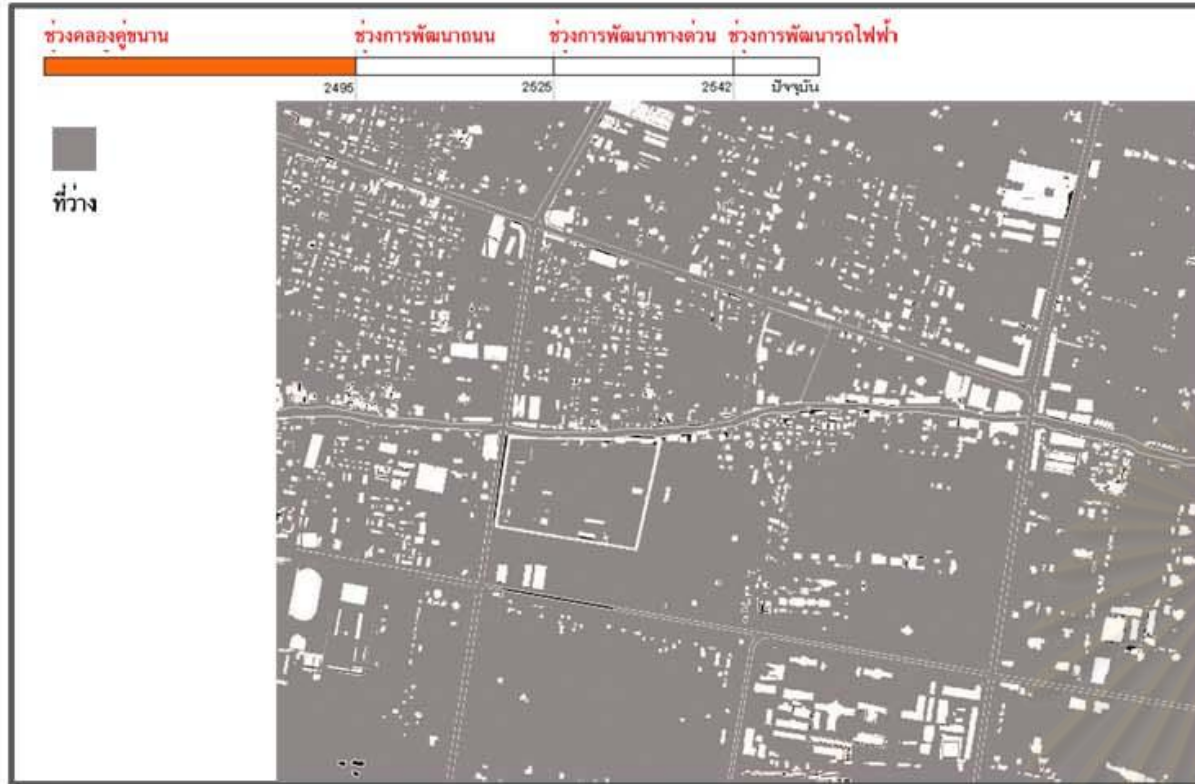 ช่วงคลองคู่ขนาน ช่วงการพัฒนาถนน ช่วงการพัฒนาทางด่วน ช่วงการพัฒนารถไฟฟ้า
2495 2525 2542 ปัจจุบัน
ที่ว่าง